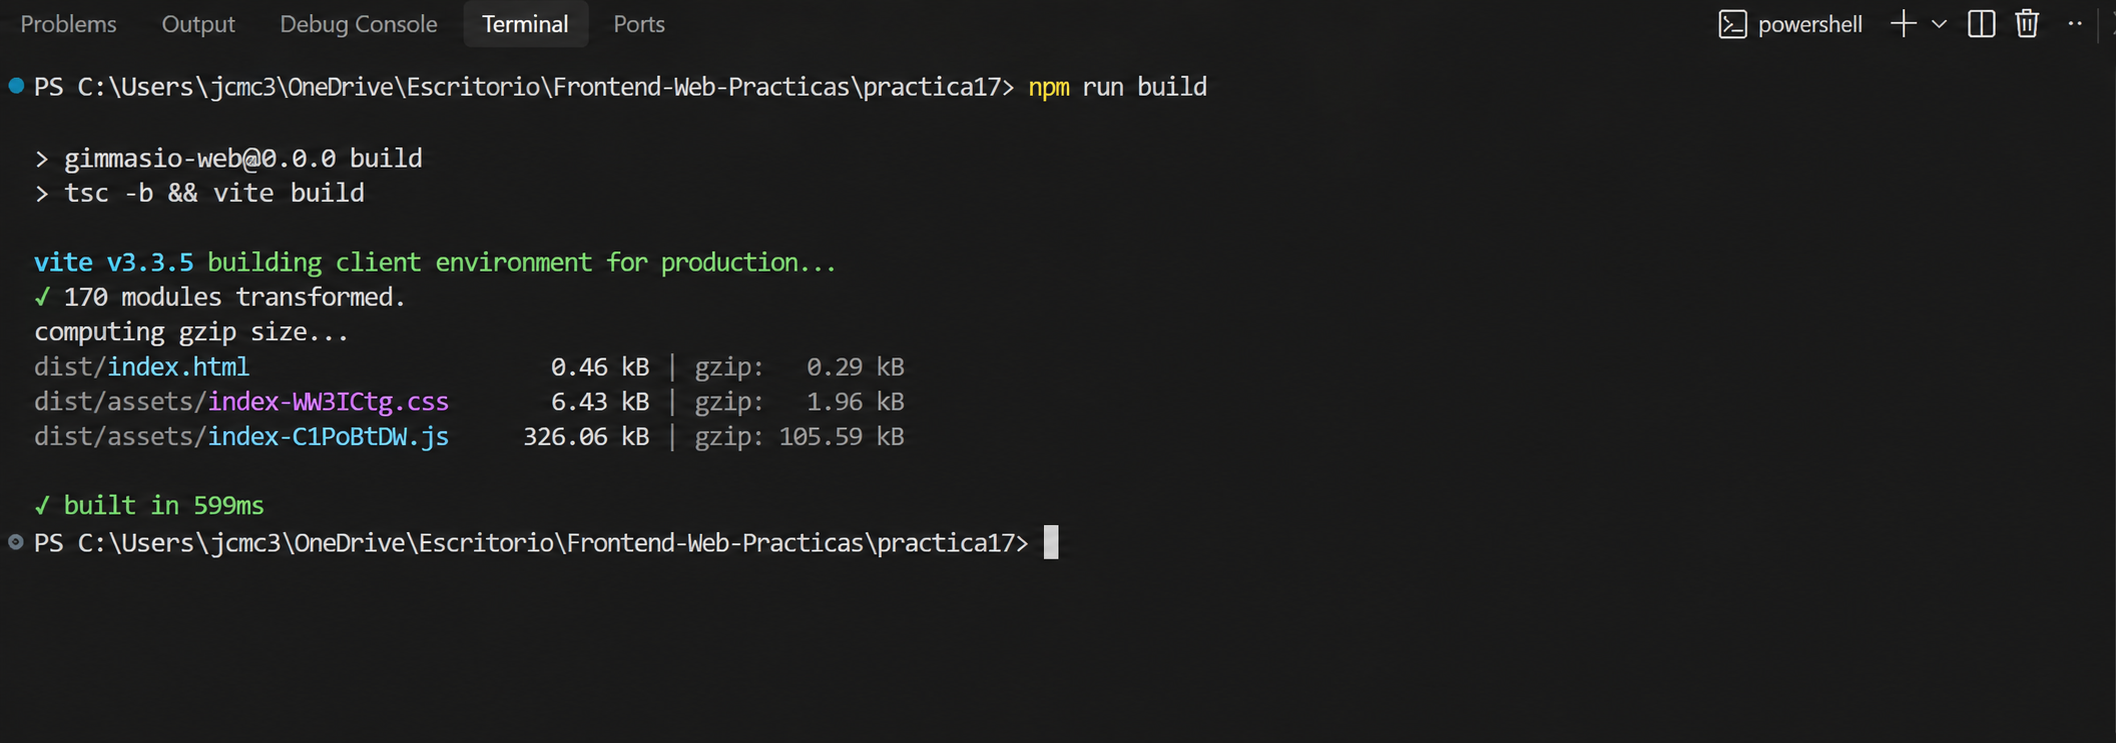 Problems Output Debug Console Terminal Ports powershell
PS C:\Users\jcmc3\OneDrive\Escritorio\Frontend-Web-Practicas\practica17> npm run build
> gimmasio-web@0.0.0 build
> tsc -b && vite build
vite v3.3.5 building client environment for production...
✓ 170 modules transformed.
computing gzip size...
dist/index.html 0.46 kB | gzip: 0.29 kB
dist/assets/index-WW3ICtg.css 6.43 kB | gzip: 1.96 kB
dist/assets/index-C1PoBtDW.js 326.06 kB | gzip: 105.59 kB
✓ built in 599ms
PS C:\Users\jcmc3\OneDrive\Escritorio\Frontend-Web-Practicas\practica17>